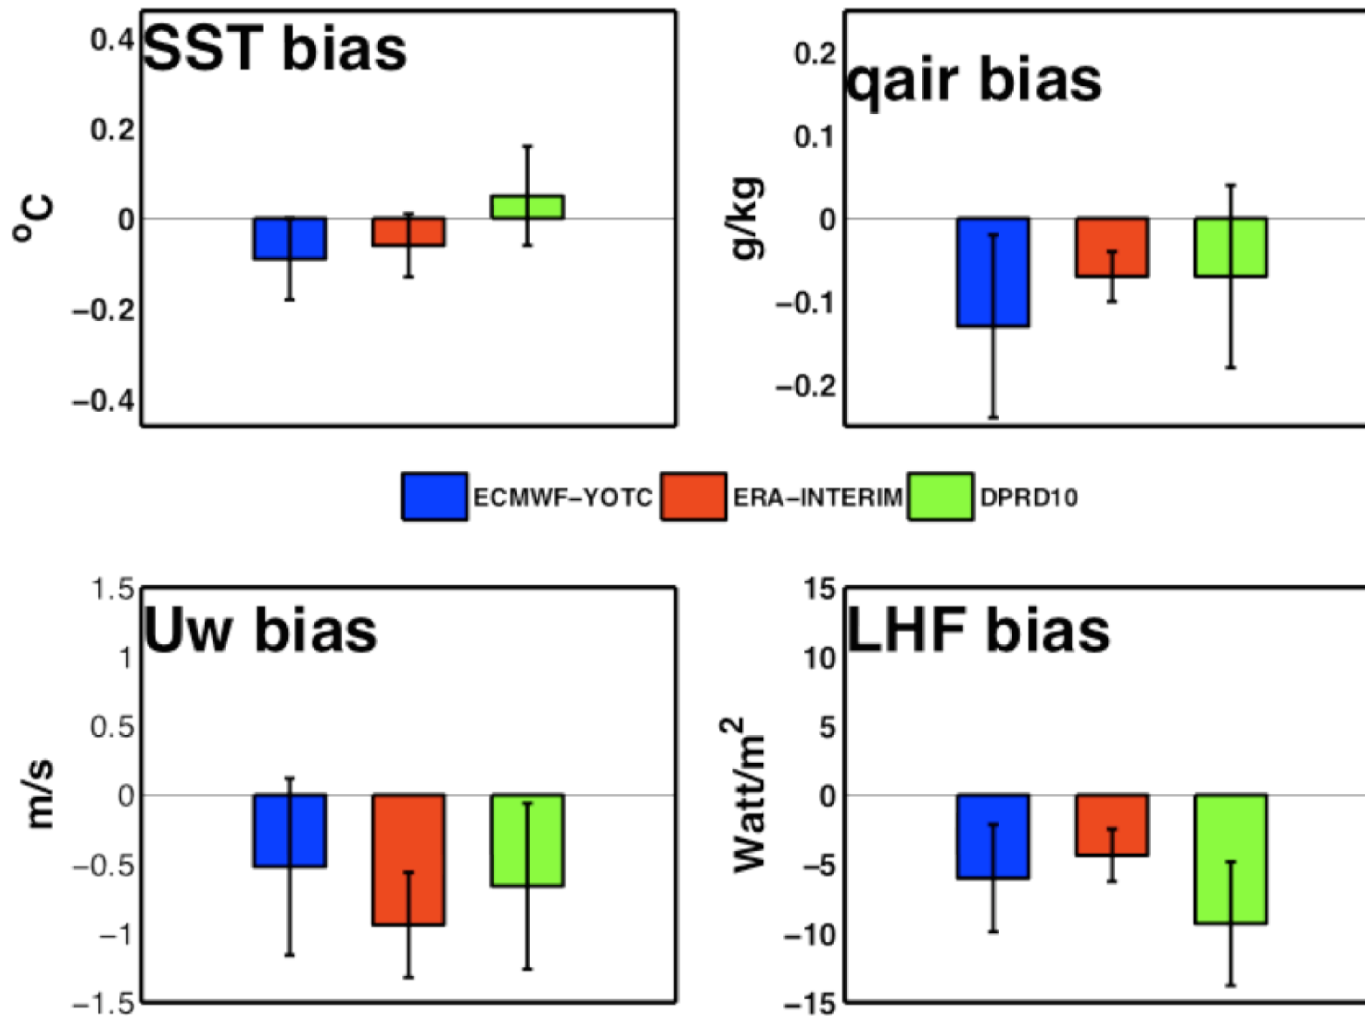 SST bias
0.4
0.2
0
−0.2
−0.4
°C
qair bias
0.2
0.1
0
−0.1
−0.2
g/kg
ECMWF−YOTC ERA−INTERIM DPRD10
Uw bias
1.5
1
0.5
0
−0.5
−1
−1.5
m/s
LHF bias
15
10
5
0
−5
−10
−15
Watt/m²